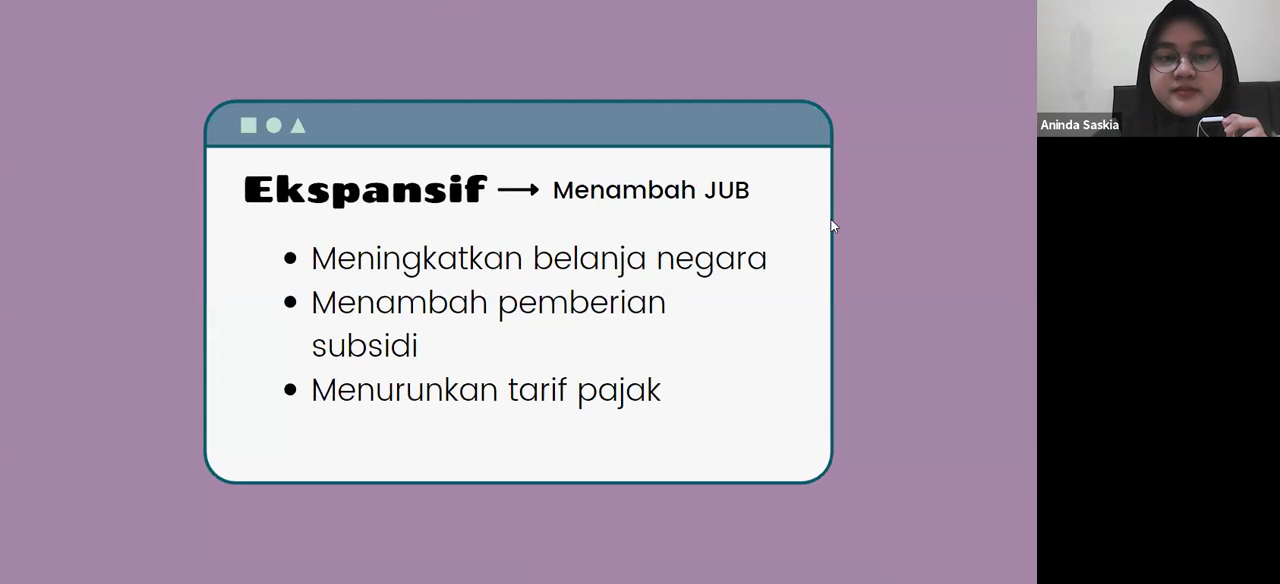 Ekspansif → Menambah JUB
• Meningkatkan belanja negara
• Menambah pemberian
subsidi
• Menurunkan tarif pajak
Aninda Saskia